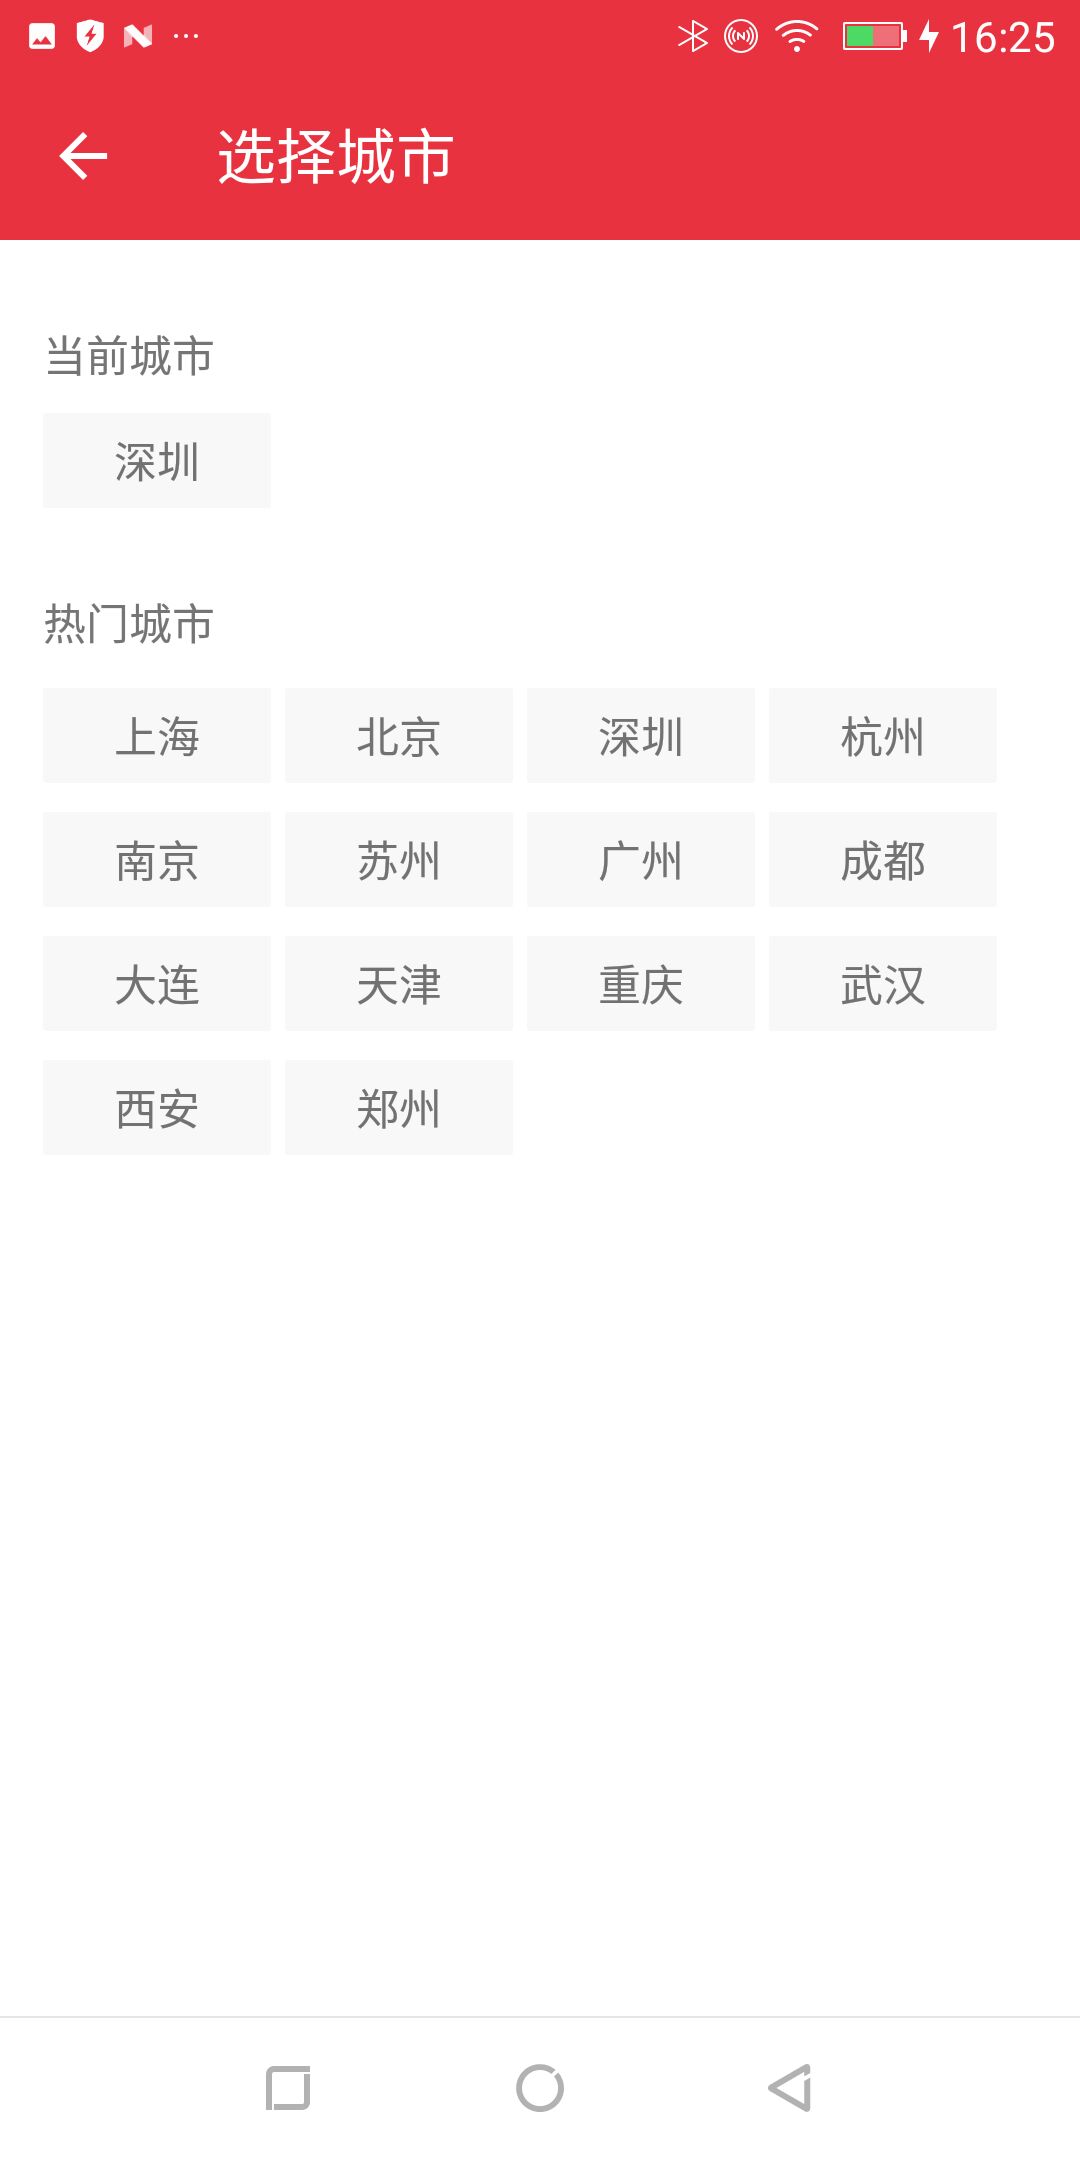 16:25
选择城市
当前城市
深圳
热门城市
上海 北京 深圳 杭州
南京 苏州 广州 成都
大连 天津 重庆 武汉
西安 郑州